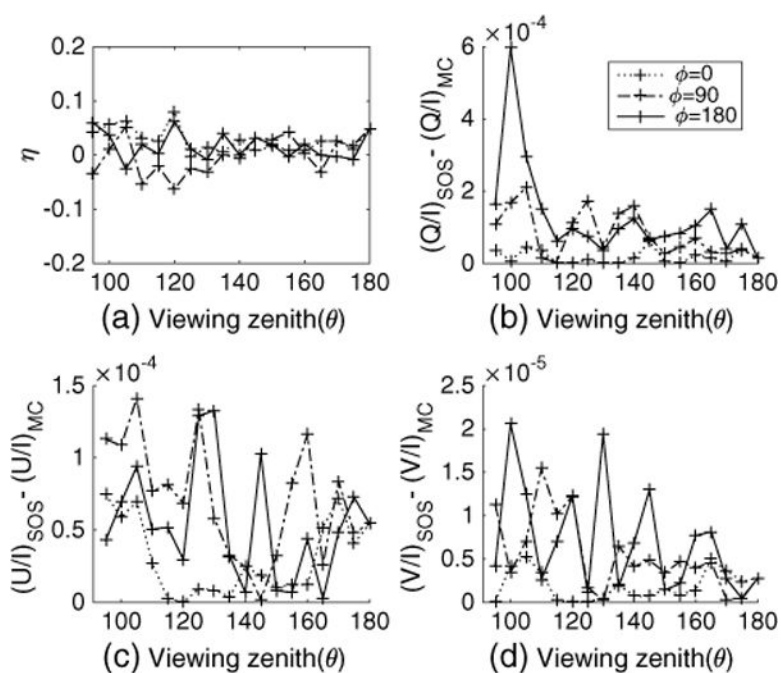 0.2
0.1
0
-0.1
-0.2
η
100 120 140 160 180
(a) Viewing zenith(θ)
×10⁻⁴
6
4
2
0
(Q/I)SOS- (Q/I)MC
ϕ=0
ϕ=90
ϕ=180
100 120 140 160 180
(b) Viewing zenith(θ)
×10⁻⁴
1.5
1
0.5
0
(U/I)SOS- (U/I)MC
100 120 140 160 180
(c) Viewing zenith(θ)
×10⁻⁵
2.5
2
1.5
1
0.5
0
(V/I)SOS- (V/I)MC
100 120 140 160 180
(d) Viewing zenith(θ)